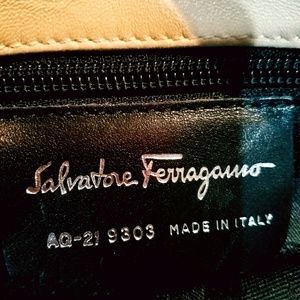 Salvatore Ferragamo
AQ-21 9303 MADE IN ITALY